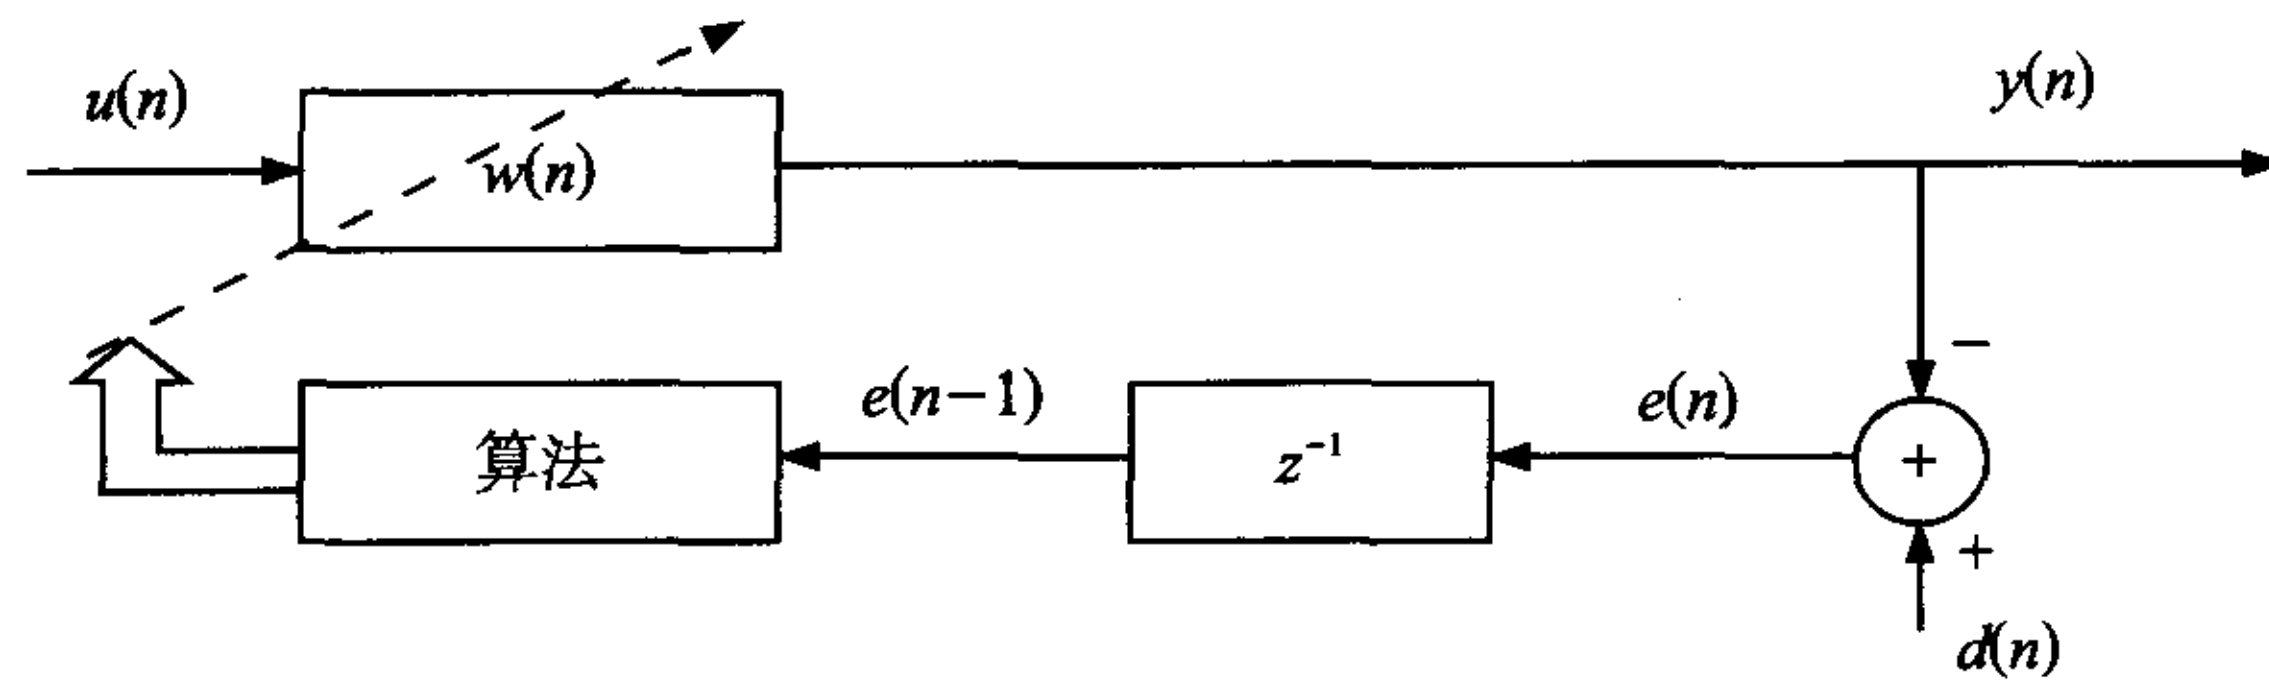 u(n)
y(n)
w(n)
−
e(n−1)
e(n)
算法
z⁻¹
+
+
d(n)